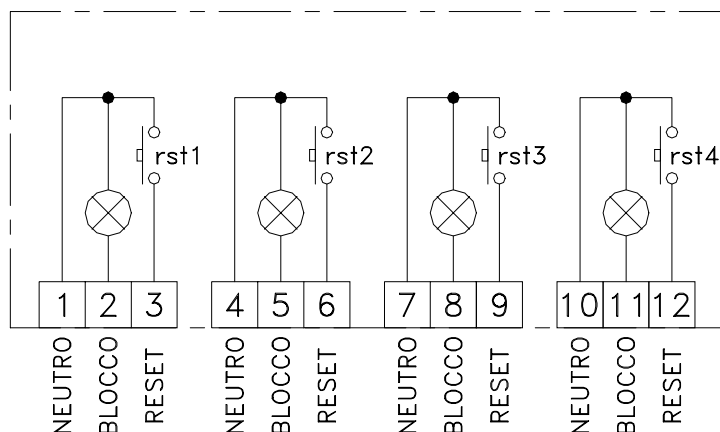 rst1 rst2 rst3 rst4
1 2 3 4 5 6 7 8 9 10 11 12
NEUTRO BLOCCO RESET NEUTRO BLOCCO RESET NEUTRO BLOCCO RESET NEUTRO BLOCCO RESET